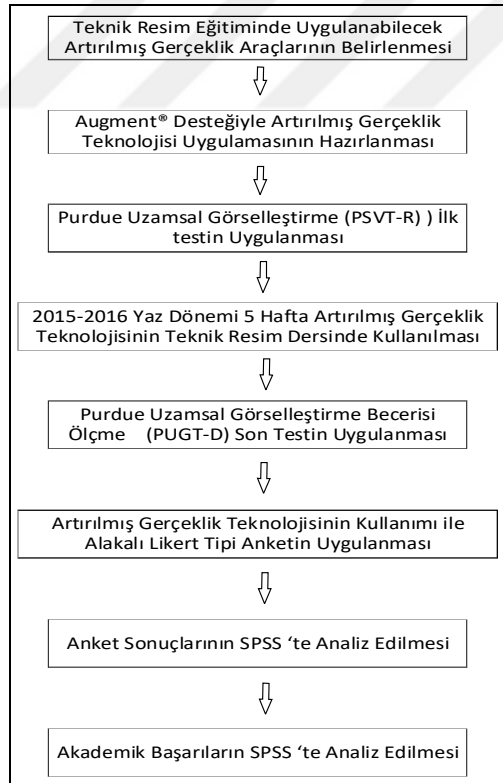 Teknik Resim Eğitiminde Uygulanabilecek
Artırılmış Gerçeklik Araçlarının Belirlenmesi
Augment® Desteğiyle Artırılmış Gerçeklik
Teknolojisi Uygulamasının Hazırlanması
Purdue Uzamsal Görselleştirme (PSVT-R) ) İlk
testin Uygulanması
2015-2016 Yaz Dönemi 5 Hafta Artırılmış Gerçeklik
Teknolojisinin Teknik Resim Dersinde Kullanılması
Purdue Uzamsal Görselleştirme Becerisi
Ölçme (PUGT-D) Son Testin Uygulanması
Artırılmış Gerçeklik Teknolojisinin Kullanımı ile
Alakalı Likert Tipi Anketin Uygulanması
Anket Sonuçlarının SPSS ‘te Analiz Edilmesi
Akademik Başarıların SPSS ‘te Analiz Edilmesi